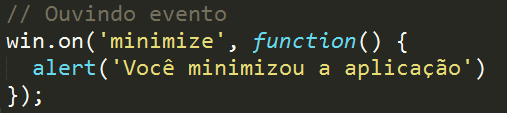 // Ouvindo evento
win.on('minimize', function() {
  alert('Você minimizou a aplicação')
});